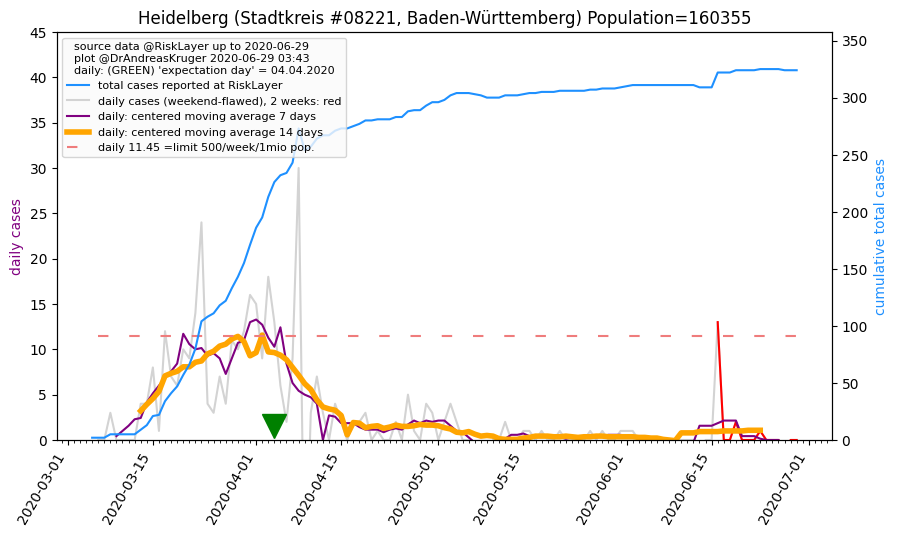 Heidelberg (Stadtkreis #08221, Baden-Württemberg) Population=160355
source data @RiskLayer up to 2020-06-29
plot @DrAndreasKruger 2020-06-29 03:43
daily: (GREEN) 'expectation day' = 04.04.2020
total cases reported at RiskLayer
daily cases (weekend-flawed), 2 weeks: red
daily: centered moving average 7 days
daily: centered moving average 14 days
daily 11.45 =limit 500/week/1mio pop.
daily cases
45
40
35
30
25
20
15
10
5
0
350
300
250
200
150
100
50
0
cumulative total cases
2020-03-01
2020-03-15
2020-04-01
2020-04-15
2020-05-01
2020-05-15
2020-06-01
2020-06-15
2020-07-01